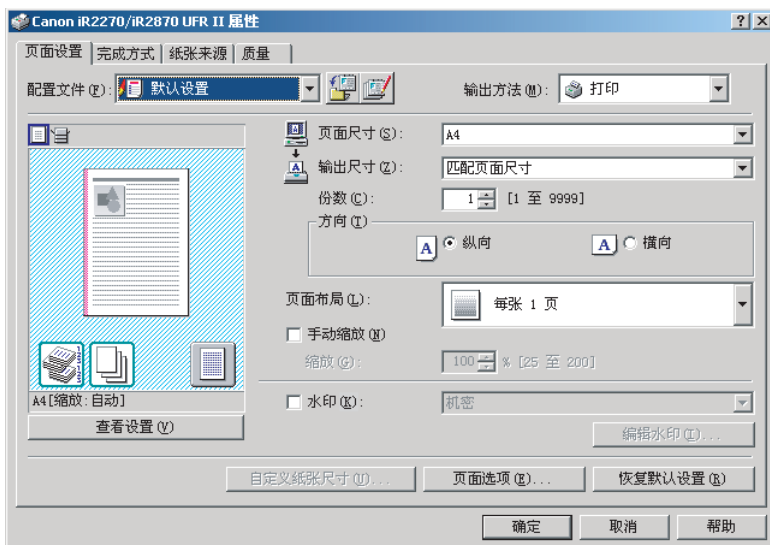 Canon iR2270/iR2870 UFR II 属性
页面设置 完成方式 纸张来源 质量
配置文件(F): 默认设置 输出方法(M): 打印
页面尺寸(S): A4
输出尺寸(Z): 匹配页面尺寸
份数(C): 1 [1 至 9999]
方向(T)
A 纵向 A 横向
页面布局(L): 每张 1 页
手动缩放(N)
缩放(G): 100 % [25 至 200]
A4[缩放:自动]
水印(K): 机密
查看设置(V) 编辑水印(I)...
自定义纸张尺寸(U)... 页面选项(E)... 恢复默认设置(R)
确定 取消 帮助